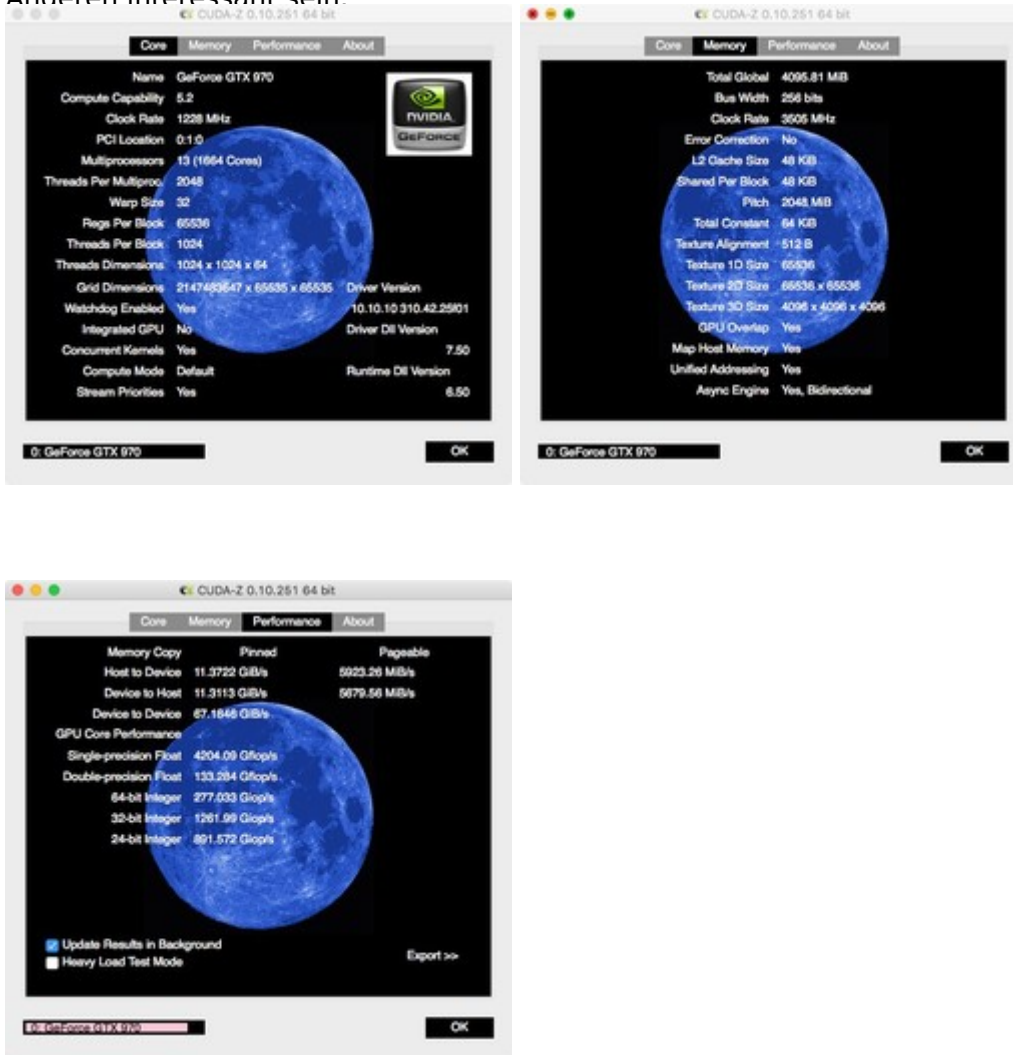 Anderen interessant sein.
CUDA-Z 0.10.251 64 bit
Core Memory Performance About
Name GeForce GTX 970
Compute Capability 5.2
Clock Rate 1228 MHz
PCI Location 0:1:0
Multiprocessors 13 (1664 Cores)
Threads Per Multiproc. 2048
Warp Size 32
Regs Per Block 65536
Threads Per Block 1024
Threads Dimensions 1024 x 1024 x 64
Grid Dimensions 2147483647 x 65535 x 65535 Driver Version
Watchdog Enabled Yes 10.10.10 310.42.25f01
Integrated GPU No Driver Dll Version
Concurrent Kernels Yes 7.50
Compute Mode Default Runtime Dll Version
Stream Priorities Yes 6.50
NVIDIA
GEFORCE
0: GeForce GTX 970 OK
CUDA-Z 0.10.251 64 bit
Core Memory Performance About
Total Global 4095.81 MiB
Bus Width 256 bits
Clock Rate 3505 MHz
Error Correction No
L2 Cache Size 48 KiB
Shared Per Block 48 KiB
Pitch 2048 MiB
Total Constant 64 KiB
Texture Alignment 512 B
Texture 1D Size 65536
Texture 2D Size 65536 x 65536
Texture 3D Size 4096 x 4096 x 4096
GPU Overlap Yes
Map Host Memory Yes
Unified Addressing Yes
Async Engine Yes, Bidirectional
0: GeForce GTX 970 OK
CUDA-Z 0.10.251 64 bit
Core Memory Performance About
Memory Copy Pinned Pageable
Host to Device 11.3722 GiB/s 5923.26 MiB/s
Device to Host 11.3113 GiB/s 5679.56 MiB/s
Device to Device 67.1646 GiB/s
GPU Core Performance
Single-precision Float 4204.09 Gflop/s
Double-precision Float 133.284 Gflop/s
64-bit Integer 277.033 Giop/s
32-bit Integer 1261.99 Giop/s
24-bit Integer 891.572 Giop/s
Update Results in Background
Heavy Load Test Mode
Export >>
0: GeForce GTX 970 OK